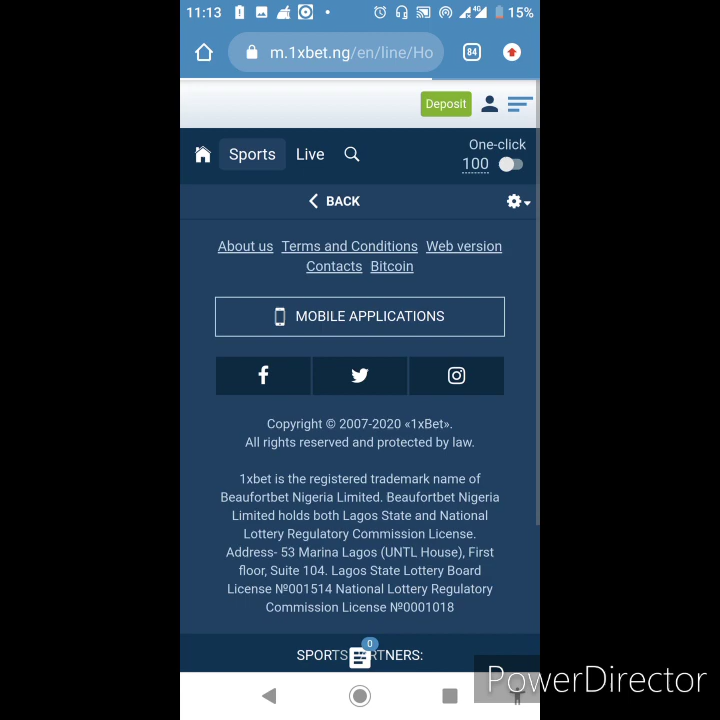 11:13 4G 15%
m.1xbet.ng/en/line/Ho 84
Deposit
One-click
Sports Live
100
BACK
About us Terms and Conditions Web version
Contacts Bitcoin
MOBILE APPLICATIONS
Copyright © 2007-2020 «1xBet».
All rights reserved and protected by law.
1xbet is the registered trademark name of
Beaufortbet Nigeria Limited. Beaufortbet Nigeria
Limited holds both Lagos State and National
Lottery Regulatory Commission License.
Address- 53 Marina Lagos (UNTL House), First
floor, Suite 104. Lagos State Lottery Board
License №001514 National Lottery Regulatory
Commission License №0001018
0
SPORTS PARTNERS:
PowerDirector